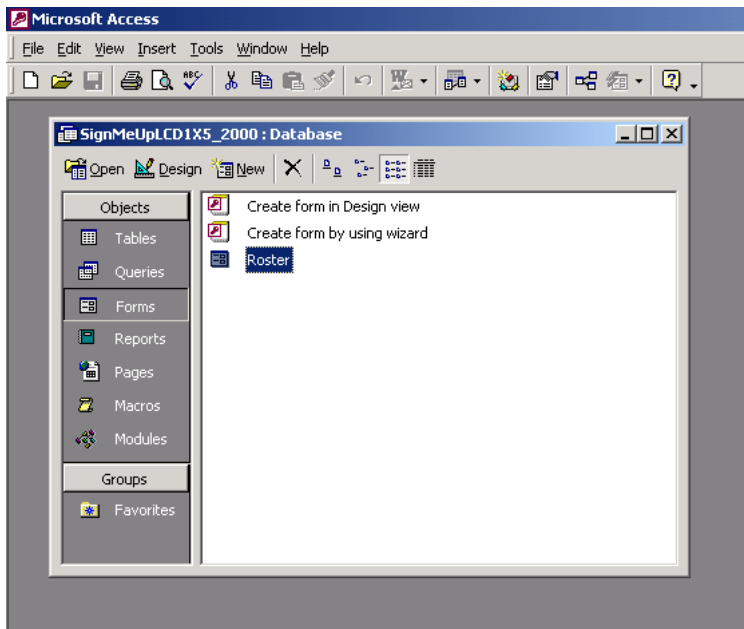 Microsoft Access
File Edit View Insert Tools Window Help
SignMeUpLCD1X5_2000 : Database
Open Design New
Objects
Tables
Queries
Forms
Reports
Pages
Macros
Modules
Groups
Favorites
Create form in Design view
Create form by using wizard
Roster